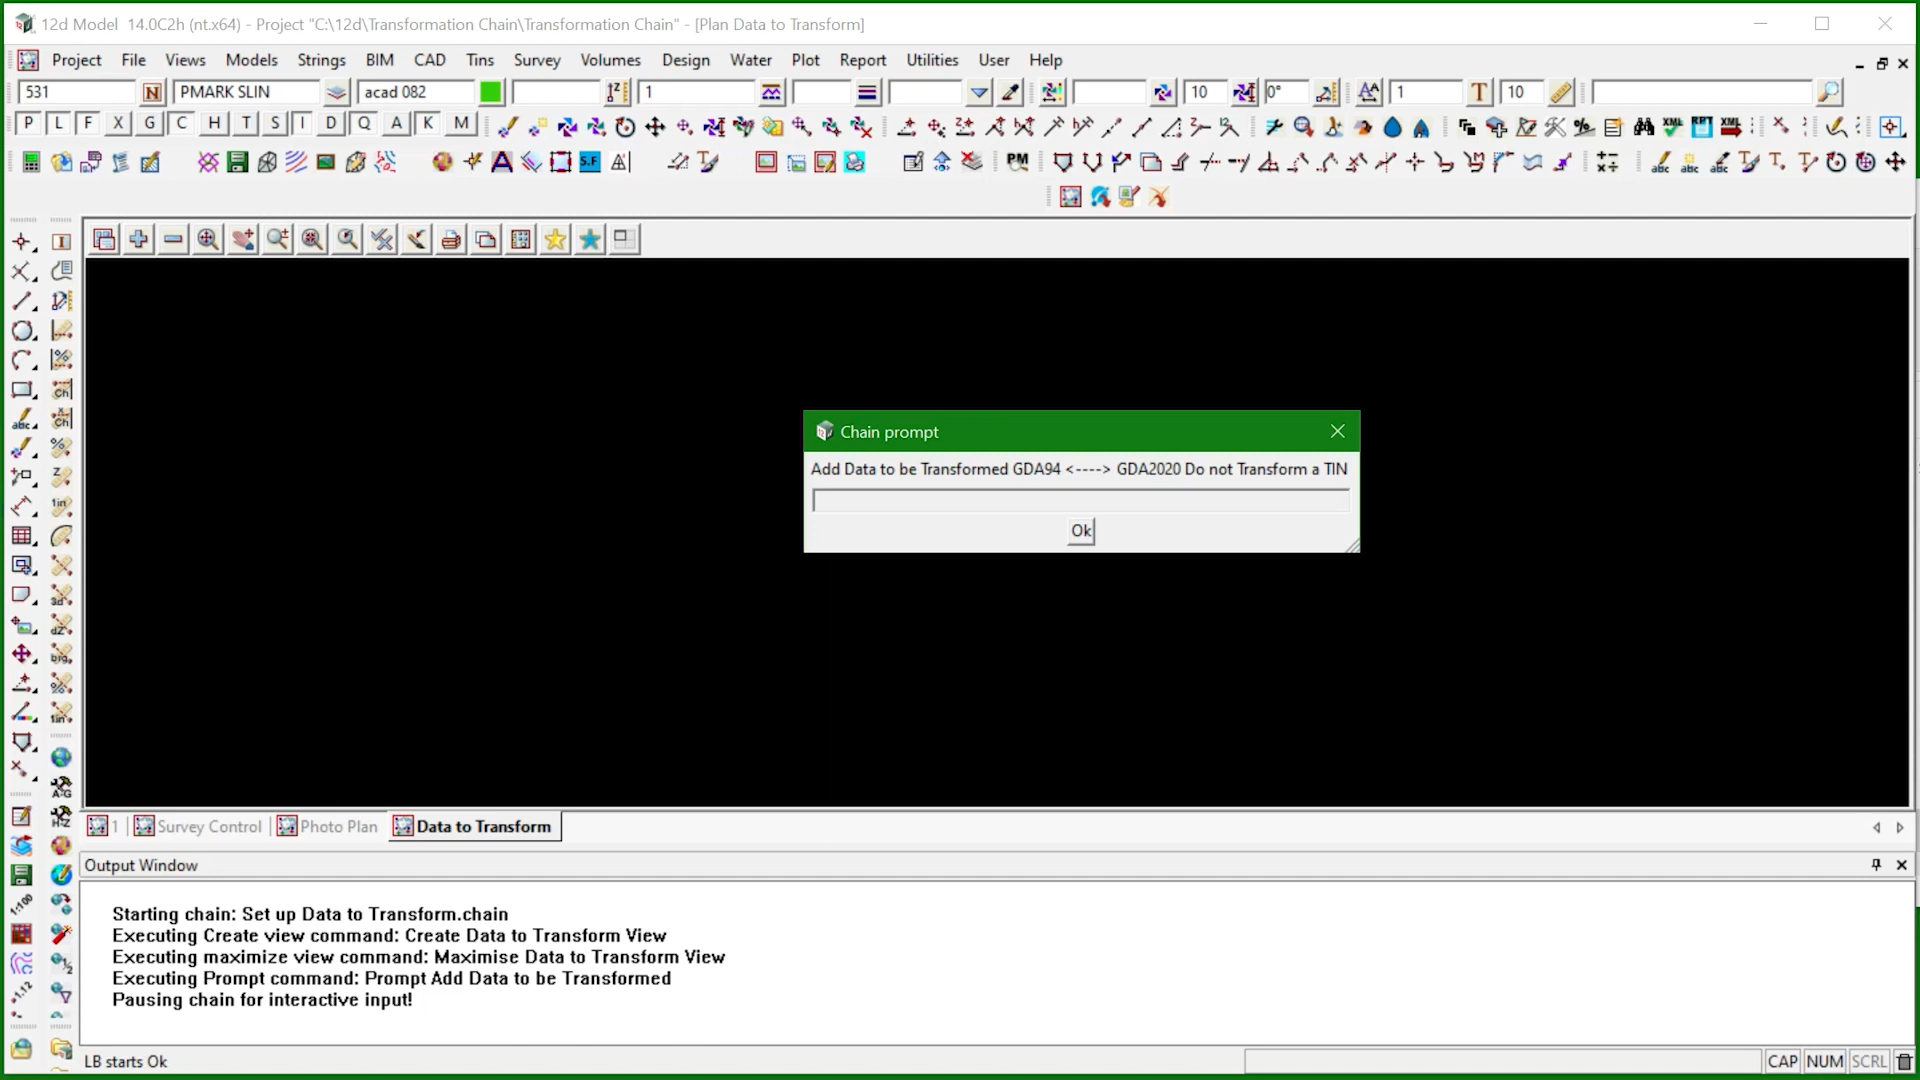 12d Model 14.0C2h (nt.x64) - Project "C:\12d\Transformation Chain\Transformation Chain" - [Plan Data to Transform]
Project File Views Models Strings BIM CAD Tins Survey Volumes Design Water Plot Report Utilities User Help
531 N PMARK SLIN acad 082 1 10 0° 1 T 10
P L F X G C H T S I D Q A K M
S.F PM
Chain prompt
Add Data to be Transformed GDA94 <----> GDA2020 Do not Transform a TIN
Ok
1 Survey Control Photo Plan Data to Transform
Output Window
Starting chain: Set up Data to Transform.chain
Executing Create view command: Create Data to Transform View
Executing maximize view command: Maximise Data to Transform View
Executing Prompt command: Prompt Add Data to be Transformed
Pausing chain for interactive input!
LB starts Ok
CAP NUM SCRL